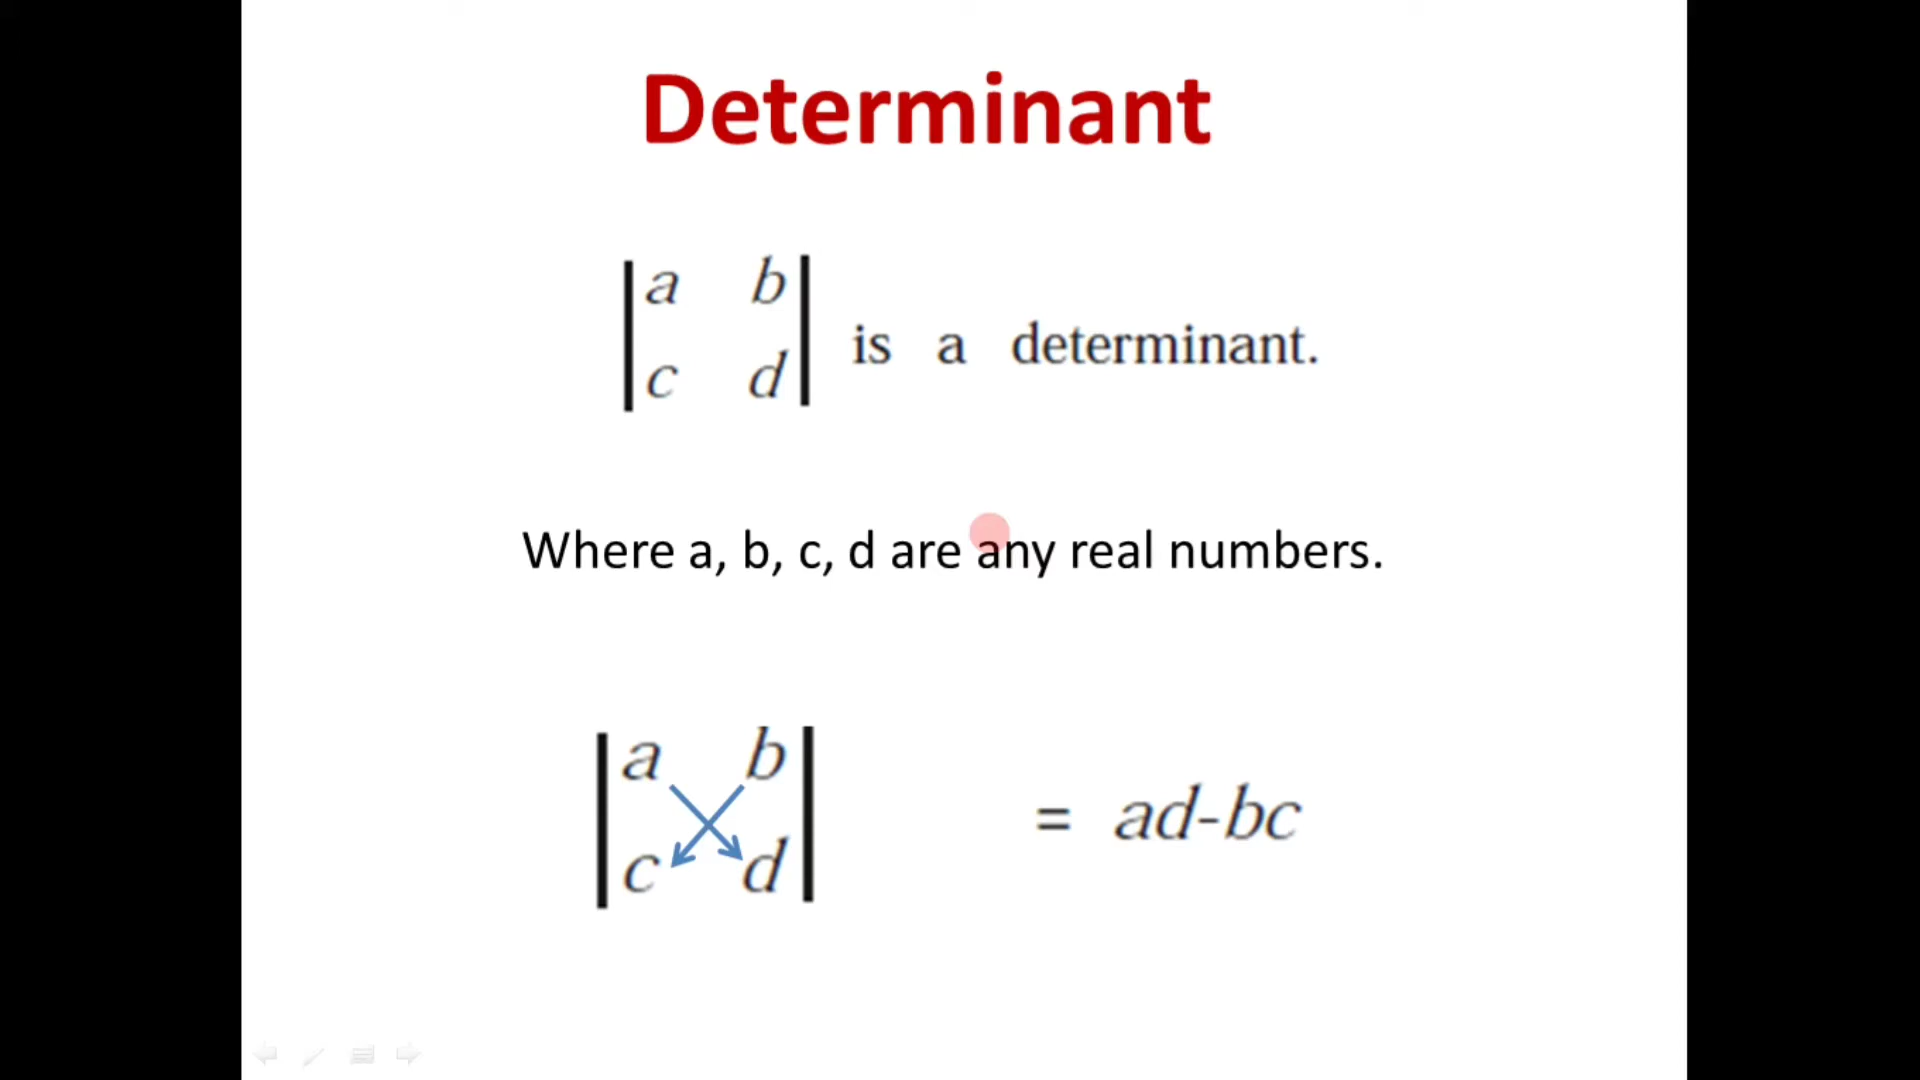 Determinant
a b
c d
is a determinant.
Where a, b, c, d are any real numbers.
a b
c d
= ad-bc